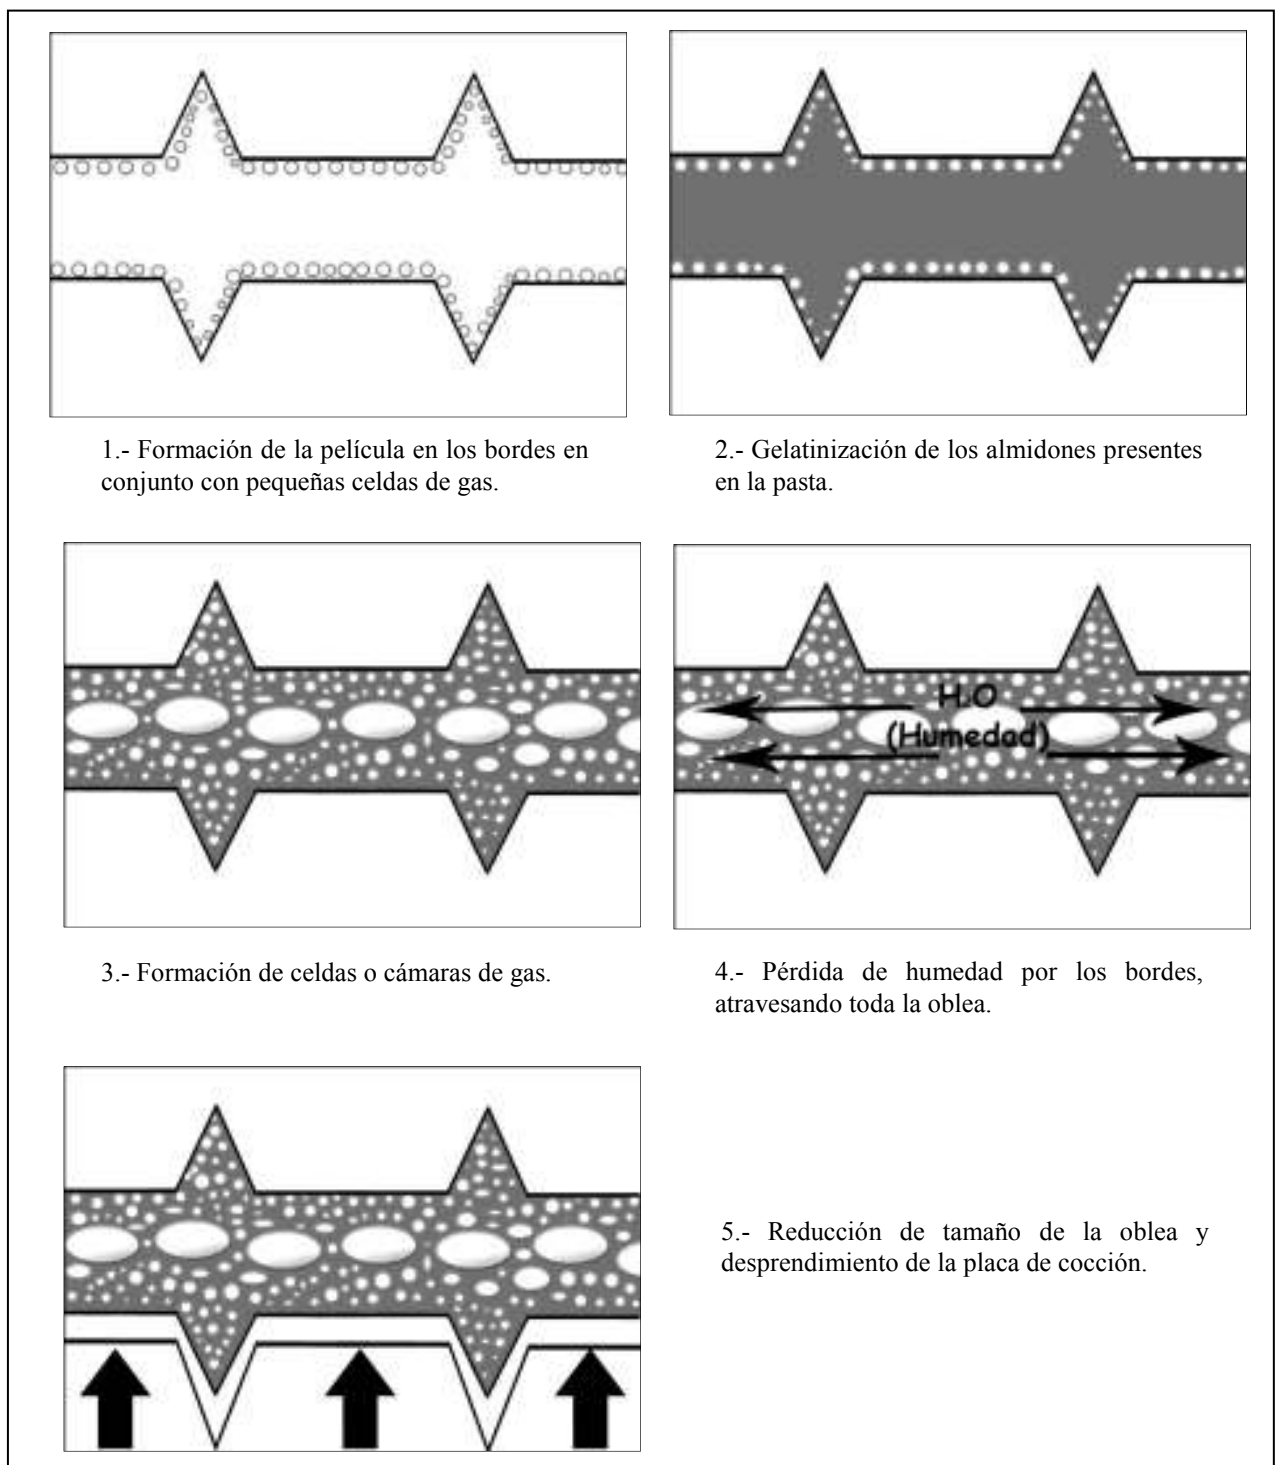 1.- Formación de la película en los bordes en
conjunto con pequeñas celdas de gas.
2.- Gelatinización de los almidones presentes
en la pasta.
3.- Formación de celdas o cámaras de gas.
H.O
(Humedad)
4.- Pérdida de humedad por los bordes,
atravesando toda la oblea.
5.- Reducción de tamaño de la oblea y
desprendimiento de la placa de cocción.